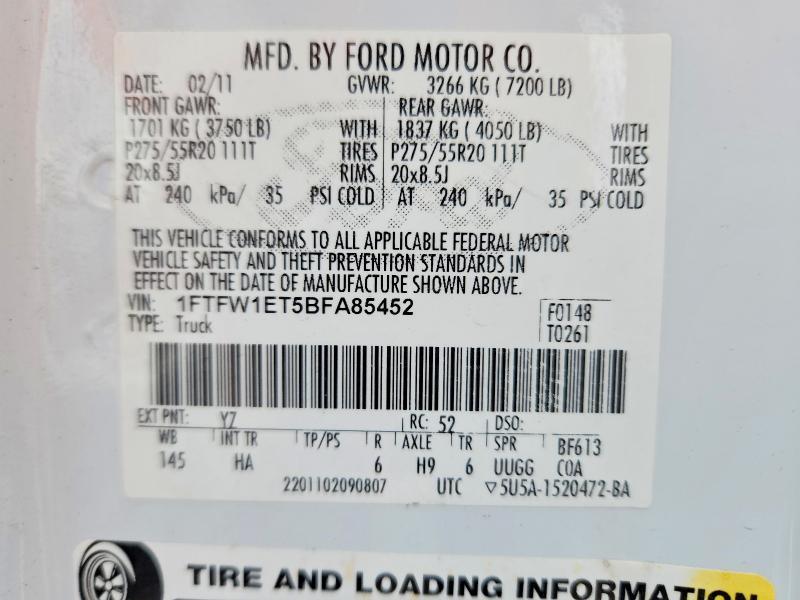 MFD. BY FORD MOTOR CO.
DATE: 02/11 GVWR: 3266 KG ( 7200 LB)
FRONT GAWR: REAR GAWR:
1701 KG ( 3750 LB) WITH 1837 KG ( 4050 LB) WITH
P275/55R20 111T TIRES P275/55R20 111T TIRES
20x8.5J RIMS 20x8.5J RIMS
AT 240 kPa/ 35 PSI COLD AT 240 kPa/ 35 PSI COLD
THIS VEHICLE CONFORMS TO ALL APPLICABLE FEDERAL MOTOR
VEHICLE SAFETY AND THEFT PREVENTION STANDARDS IN
EFFECT ON THE DATE OF MANUFACTURE SHOWN ABOVE.
VIN: 1FTFW1ET5BFA85452 F0148
TYPE: Truck T0261
EXT PNT: YZ RC: 52 DSO:
WB INT TR TP/PS R AXLE TR SPR BF613
145 HA 6 H9 6 UUGG COA
2201102090807 UTC ▽5U5A-1520472-BA
TIRE AND LOADING INFORMATION